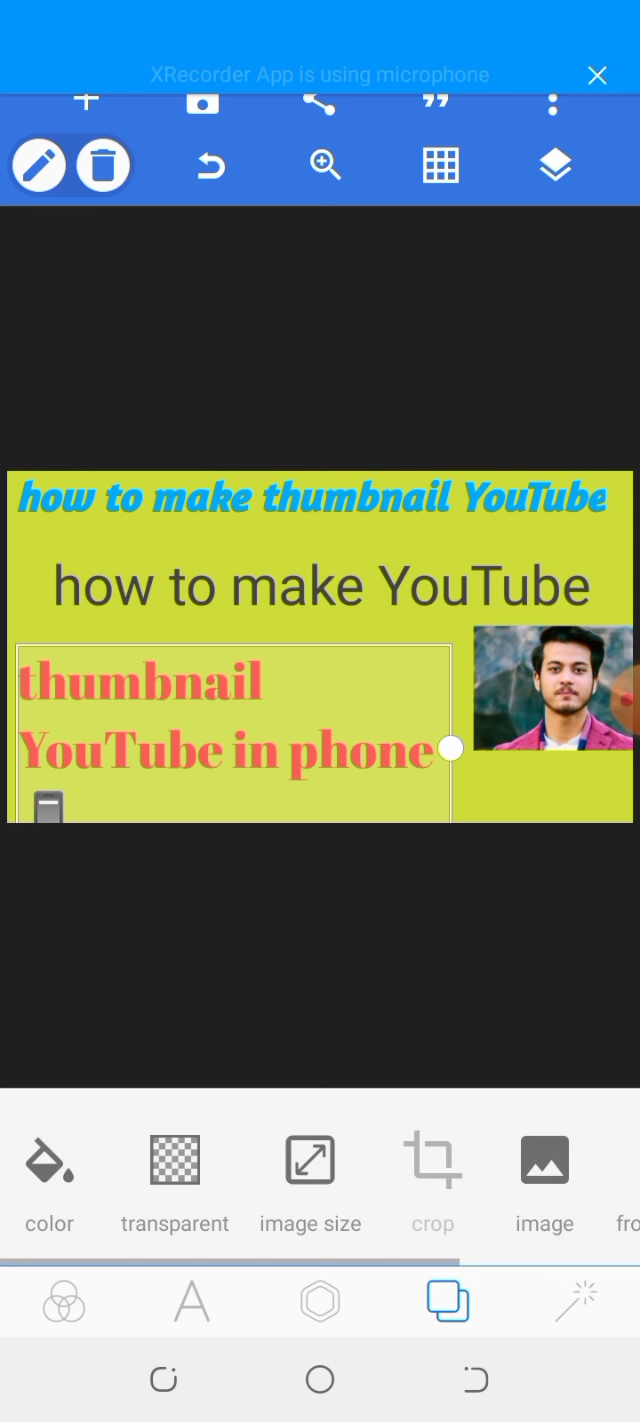 XRecorder App is using microphone
how to make thumbnail YouTube
how to make YouTube
thumbnail
YouTube in phone
color
transparent
image size
crop
image